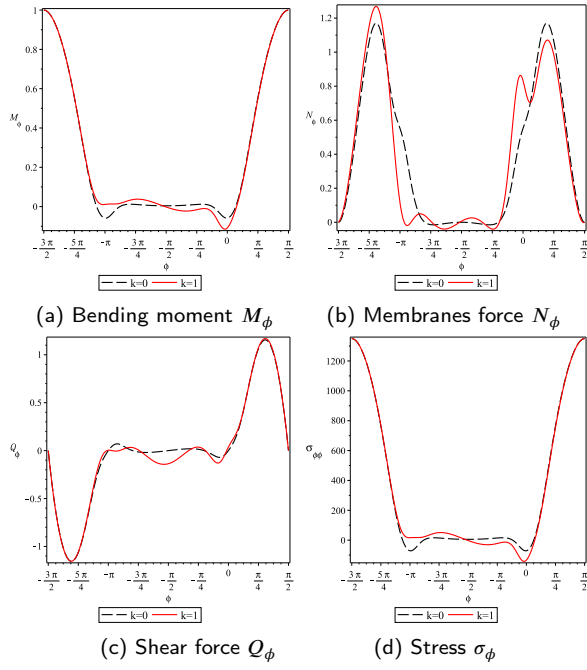 1
0.8
0.6
M_ϕ
0.4
0.2
0
-3π/2 -5π/4 -π -3π/4 -π/2 -π/4 0 π/4 π/2
ϕ
k=0 k=1
(a) Bending moment M_ϕ
1.2
1
0.8
N_ϕ
0.6
0.4
0.2
0
-3π/2 -5π/4 -π -3π/4 -π/2 -π/4 0 π/4 π/2
ϕ
k=0 k=1
(b) Membranes force N_ϕ
1
0.5
Q_ϕ
0
-0.5
-1
-3π/2 -5π/4 -π -3π/4 -π/2 -π/4 0 π/4 π/2
ϕ
k=0 k=1
(c) Shear force Q_ϕ
1200
1000
800
σ_ϕϕ
600
400
200
0
-3π/2 -5π/4 -π -3π/4 -π/2 -π/4 0 π/4 π/2
ϕ
k=0 k=1
(d) Stress σ_ϕ